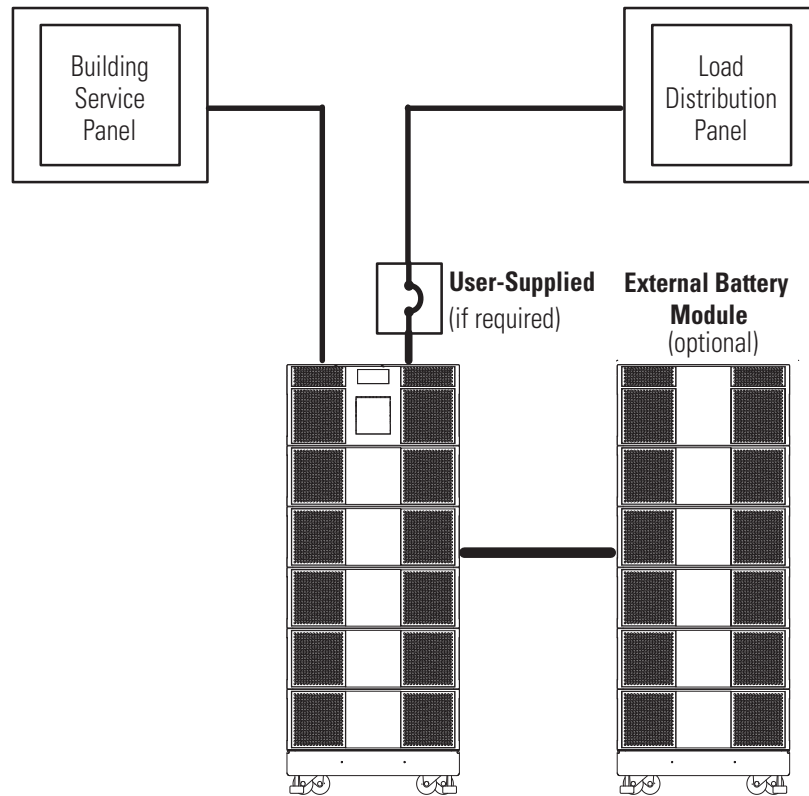 Building
Service
Panel
Load
Distribution
Panel
User-Supplied
(if required)
External Battery
Module
(optional)